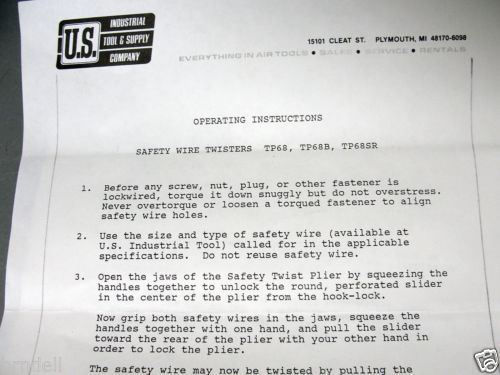 U.S.
INDUSTRIAL
TOOL & SUPPLY
COMPANY
15101 CLEAT ST. PLYMOUTH, MI 48170-6098
EVERYTHING IN AIR TOOLS • SALES • SERVICE • RENTALS
OPERATING INSTRUCTIONS
SAFETY WIRE TWISTERS TP68, TP68B, TP68SR
1. Before any screw, nut, plug, or other fastener is
lockwired, torque it down snuggly but do not overstress.
Never overtorque or loosen a torqued fastener to align
safety wire holes.
2. Use the size and type of safety wire (available at
U.S. Industrial Tool) called for in the applicable
specifications. Do not reuse safety wire.
3. Open the jaws of the Safety Twist Plier by squeezing the
handles together to unlock the round, perforated slider
in the center of the plier from the hook-lock.
Now grip both safety wires in the jaws, squeeze the
handles together with one hand, and pull the slider
toward the rear of the plier with your other hand in
order to lock the plier.
The safety wire may now be twisted by pulling the
brndell
ebay